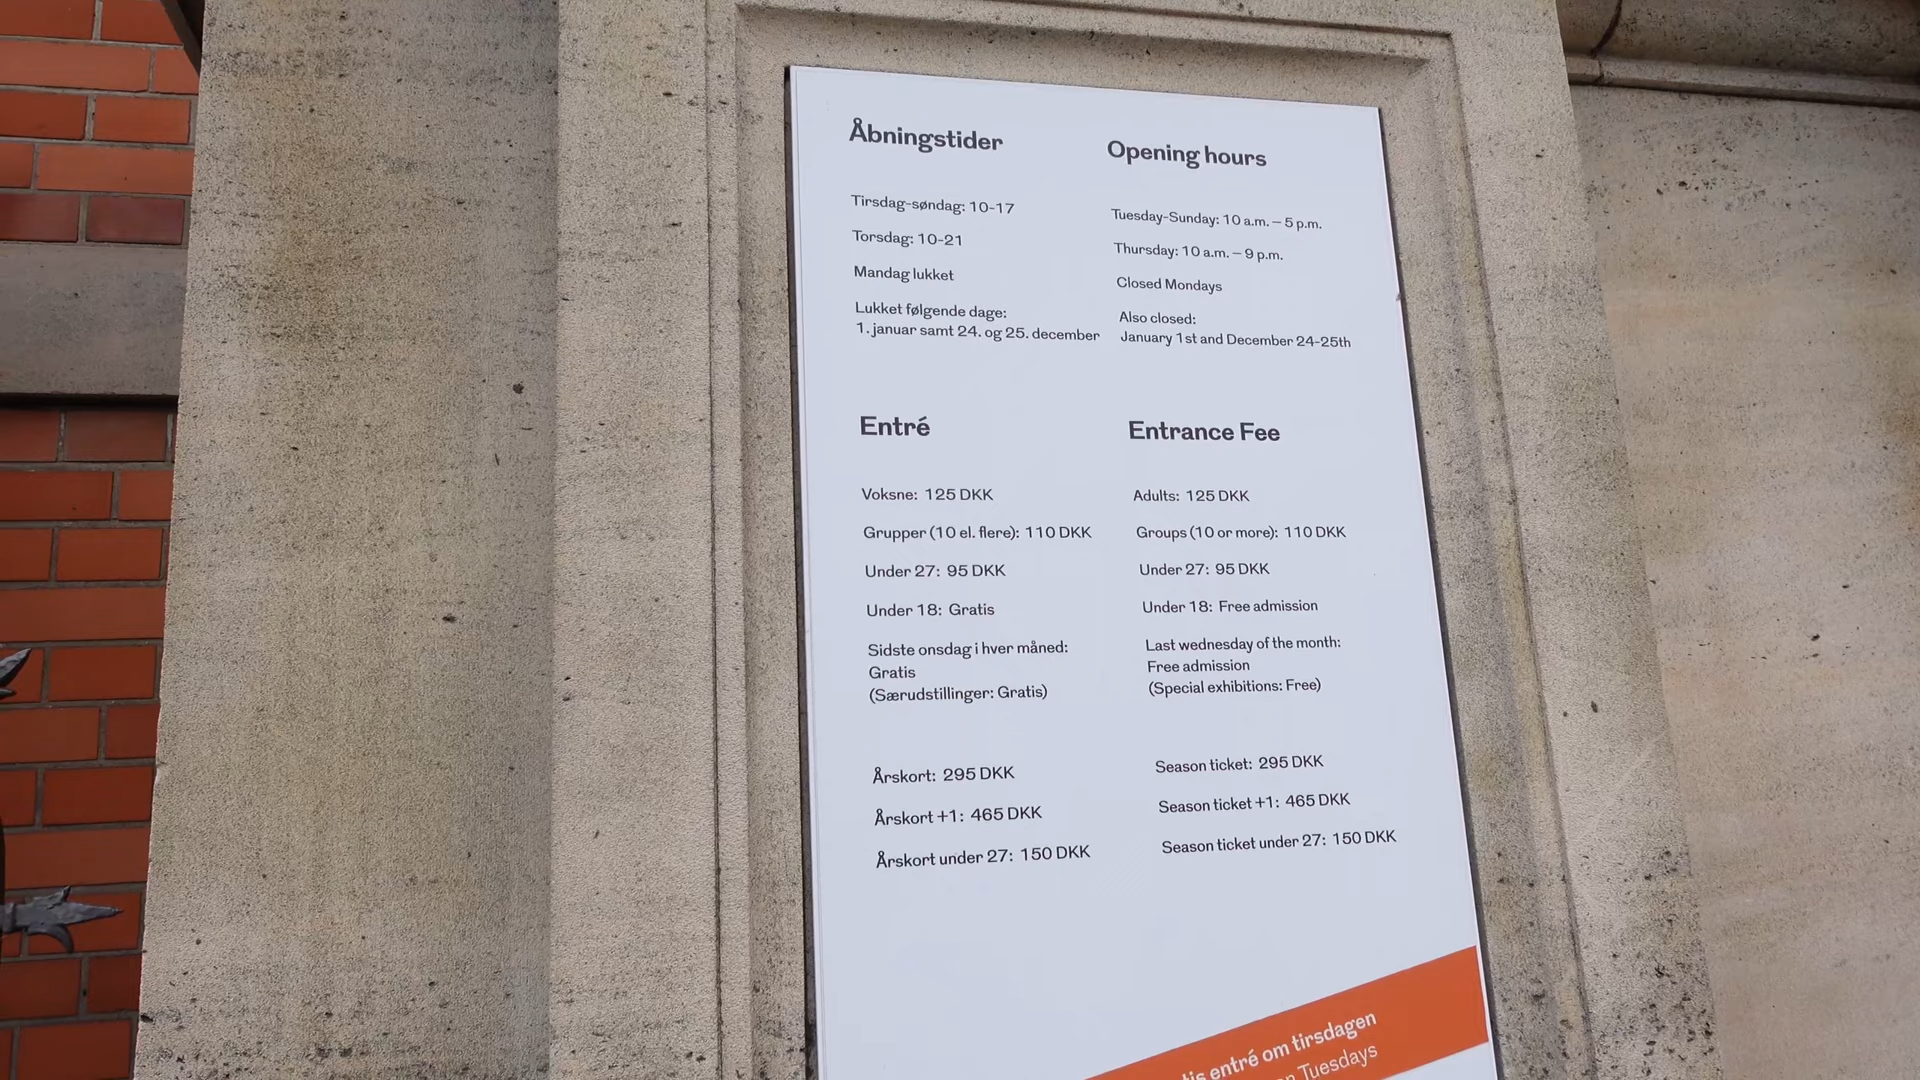 Åbningstider
Tirsdag-søndag: 10-17
Torsdag: 10-21
Mandag lukket
Lukket følgende dage:
1. januar samt 24. og 25. december
Entré
Voksne: 125 DKK
Grupper (10 el. flere): 110 DKK
Under 27: 95 DKK
Under 18: Gratis
Sidste onsdag i hver måned:
Gratis
(Særudstillinger: Gratis)
Årskort: 295 DKK
Årskort +1: 465 DKK
Årskort under 27: 150 DKK
Opening hours
Tuesday-Sunday: 10 a.m. – 5 p.m.
Thursday: 10 a.m. – 9 p.m.
Closed Mondays
Also closed:
January 1st and December 24-25th
Entrance Fee
Adults: 125 DKK
Groups (10 or more): 110 DKK
Under 27: 95 DKK
Under 18: Free admission
Last wednesday of the month:
Free admission
(Special exhibitions: Free)
Season ticket: 295 DKK
Season ticket +1: 465 DKK
Season ticket under 27: 150 DKK
entré om tirsdagen
Tuesdays